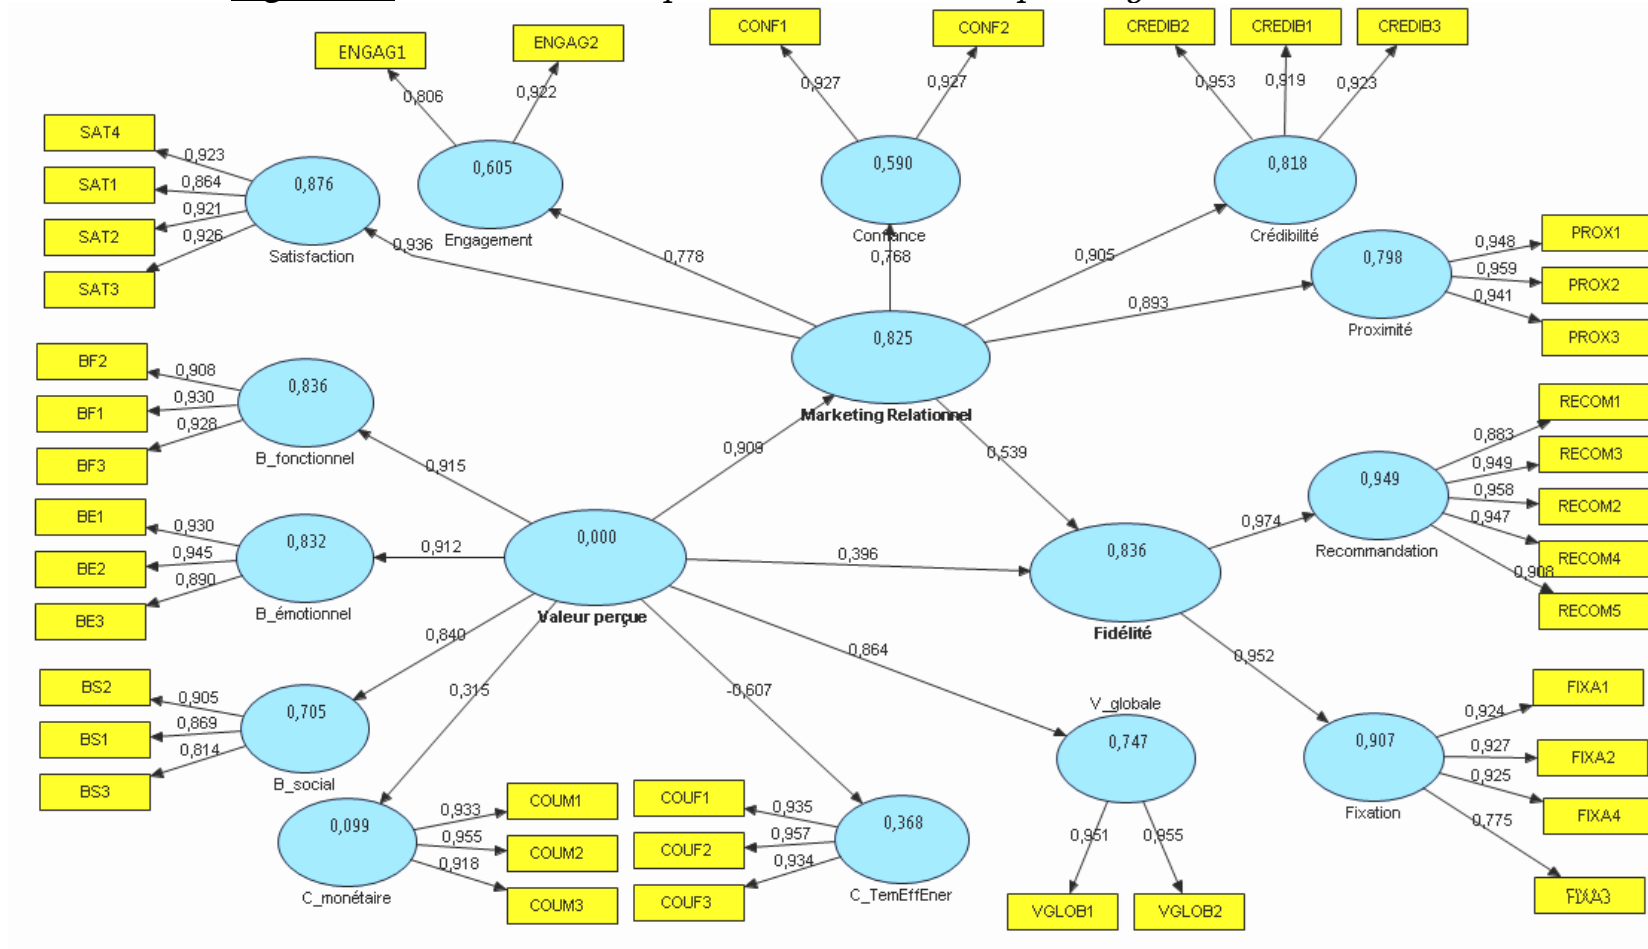 CONF1
CONF2
CREDIB2
CREDIB1
CREDIB3
ENGAG1
ENGAG2
0,927
0,927
0,953
0,919
0,923
0,806
0,922
SAT4
SAT1
SAT2
SAT3
0,923
0,864
0,921
0,926
0,876
Satisfaction
0,605
Engagement
0,590
Confiance
0,818
Crédibilité
0,936
0,778
0,768
0,905
0,893
0,798
Proximité
0,948
0,959
0,941
PROX1
PROX2
PROX3
0,825
Marketing Relationnel
BF2
BF1
BF3
0,908
0,930
0,928
0,836
B_fonctionnel
0,915
0,909
0,539
BE1
BE2
BE3
0,930
0,945
0,890
0,832
B_émotionnel
0,912
0,000
Valeur perçue
0,396
0,836
Fidélité
0,974
0,949
Recommandation
0,883
0,949
0,958
0,947
0,908
RECOM1
RECOM3
RECOM2
RECOM4
RECOM5
0,840
0,315
-0,607
0,864
0,952
BS2
BS1
BS3
0,905
0,869
0,814
0,705
B_social
V_globale
0,747
0,951
0,955
VGLOB1
VGLOB2
0,907
Fixation
0,924
0,927
0,925
0,775
FIXA1
FIXA2
FIXA4
FIXA3
0,099
C_monétaire
0,933
0,955
0,918
COUM1
COUM2
COUM3
COUF1
COUF2
COUF3
0,935
0,957
0,934
0,368
C_TemEffEner